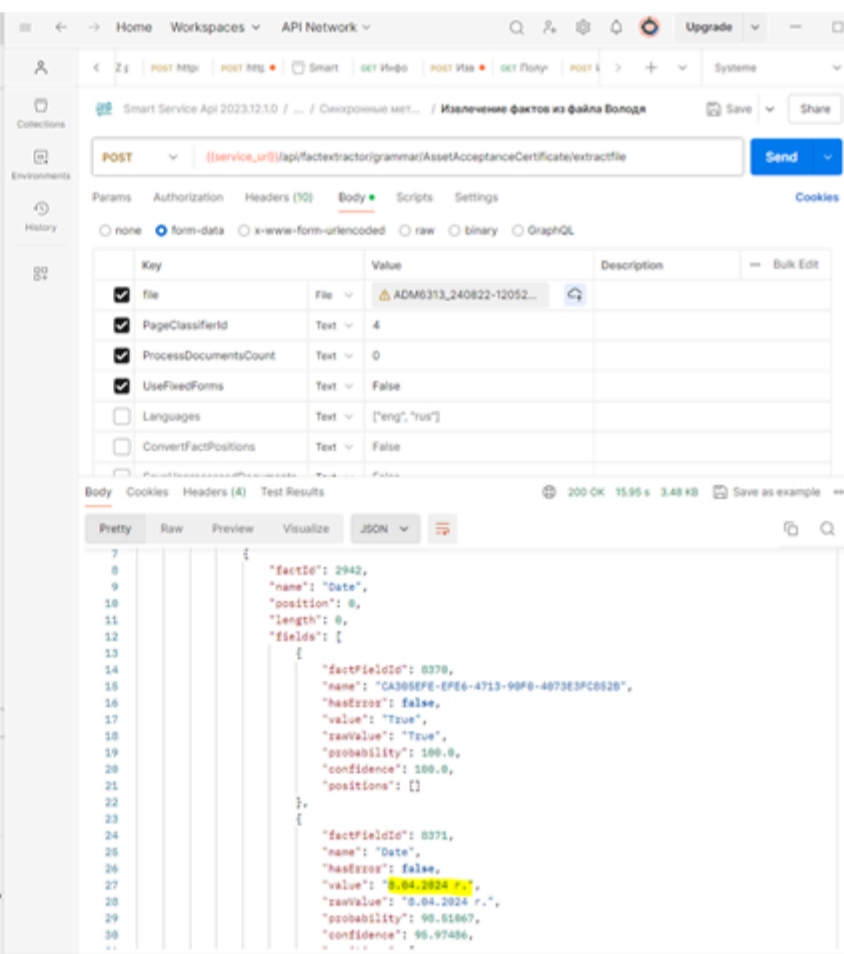 Home Workspaces API Network Upgrade
POST http: POST http: Smart GET Инфо POST Изв GET Полу POST Systeme
Smart Service Api 2023.12.1.0 / ... / Синхронные мет... / Извлечение фактов из файла Володя Save Share
Collections
POST {{service_url}}/api/factextractor/grammar/AssetAcceptanceCertificate/extractfile Send
Environments
Params Authorization Headers (10) Body Scripts Settings Cookies
History
none form-data x-www-form-urlencoded raw binary GraphQL
Key Value Description Bulk Edit
file File ADM6313_240822-12052...
PageClassifierId Text 4
ProcessDocumentsCount Text 0
UseFixedForms Text False
Languages Text ["eng", "rus"]
ConvertFactPositions Text False
Body Cookies Headers (4) Test Results 200 OK 15.95 s 3.48 KB Save as example
Pretty Raw Preview Visualize JSON
7 {
8 "factId": 2942,
9 "name": "Date",
10 "position": 0,
11 "length": 0,
12 "fields": [
13 {
14 "factFieldId": 8370,
15 "name": "CA305EFE-EFE6-4713-90F0-4073E3FC852B",
16 "hasError": false,
17 "value": "True",
18 "rawValue": "True",
19 "probability": 100.0,
20 "confidence": 100.0,
21 "positions": []
22 },
23 {
24 "factFieldId": 8371,
25 "name": "Date",
26 "hasError": false,
27 "value": "8.04.2024 г.",
28 "rawValue": "8.04.2024 г.",
29 "probability": 98.51867,
30 "confidence": 95.97486,